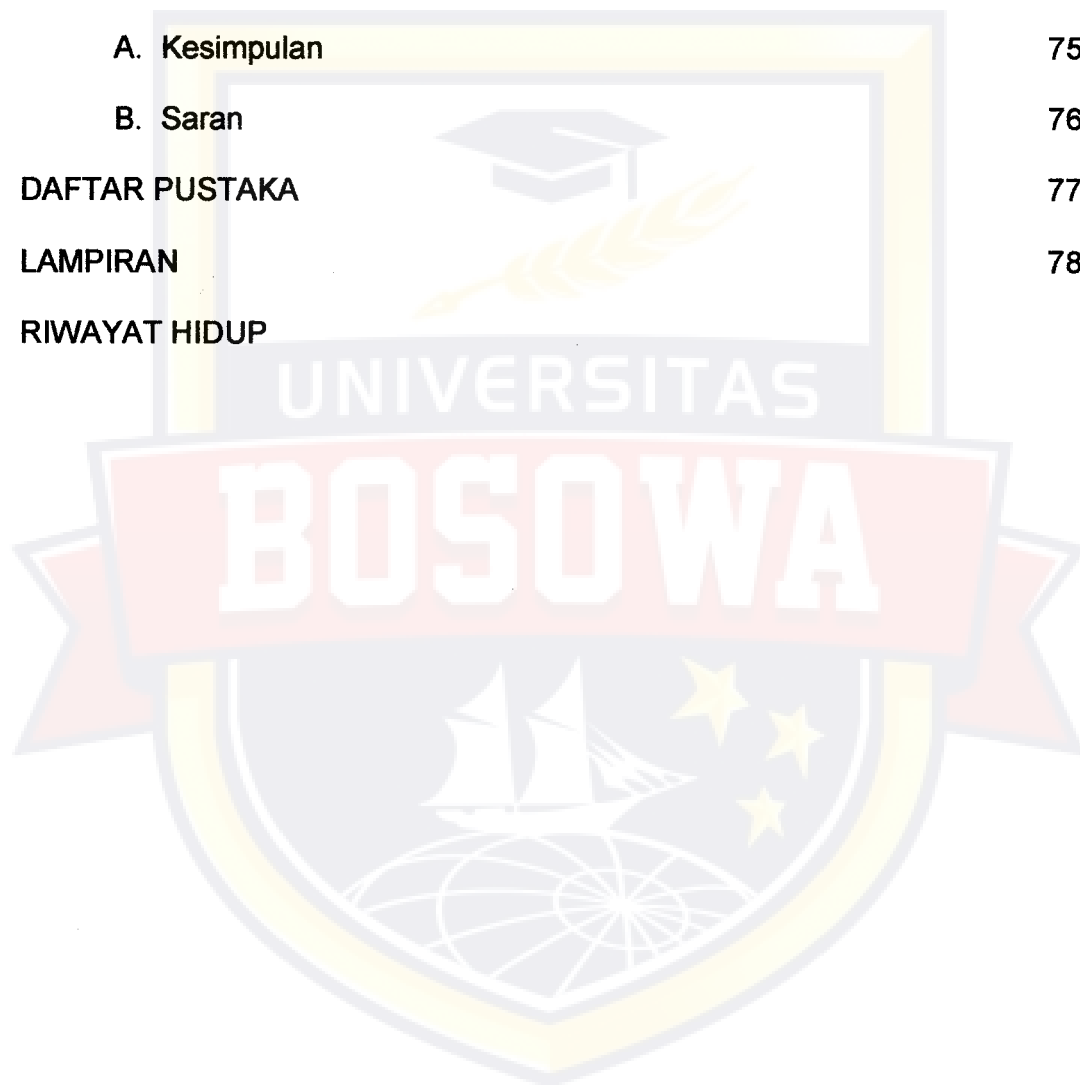 A. Kesimpulan 75
B. Saran 76
DAFTAR PUSTAKA 77
LAMPIRAN 78
RIWAYAT HIDUP
UNIVERSITAS
BOSOWA